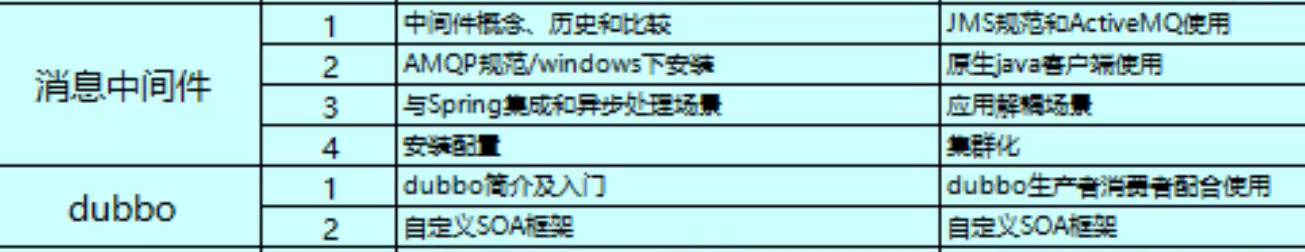 消息中间件
1 中间件概念、历史和比较 JMS规范和ActiveMQ使用
2 AMQP规范/windows下安装 原生java客户端使用
3 与Spring集成和异步处理场景 应用解耦场景
4 安装配置 集群化
dubbo
1 dubbo简介及入门 dubbo生产者消费者配合使用
2 自定义SOA框架 自定义SOA框架